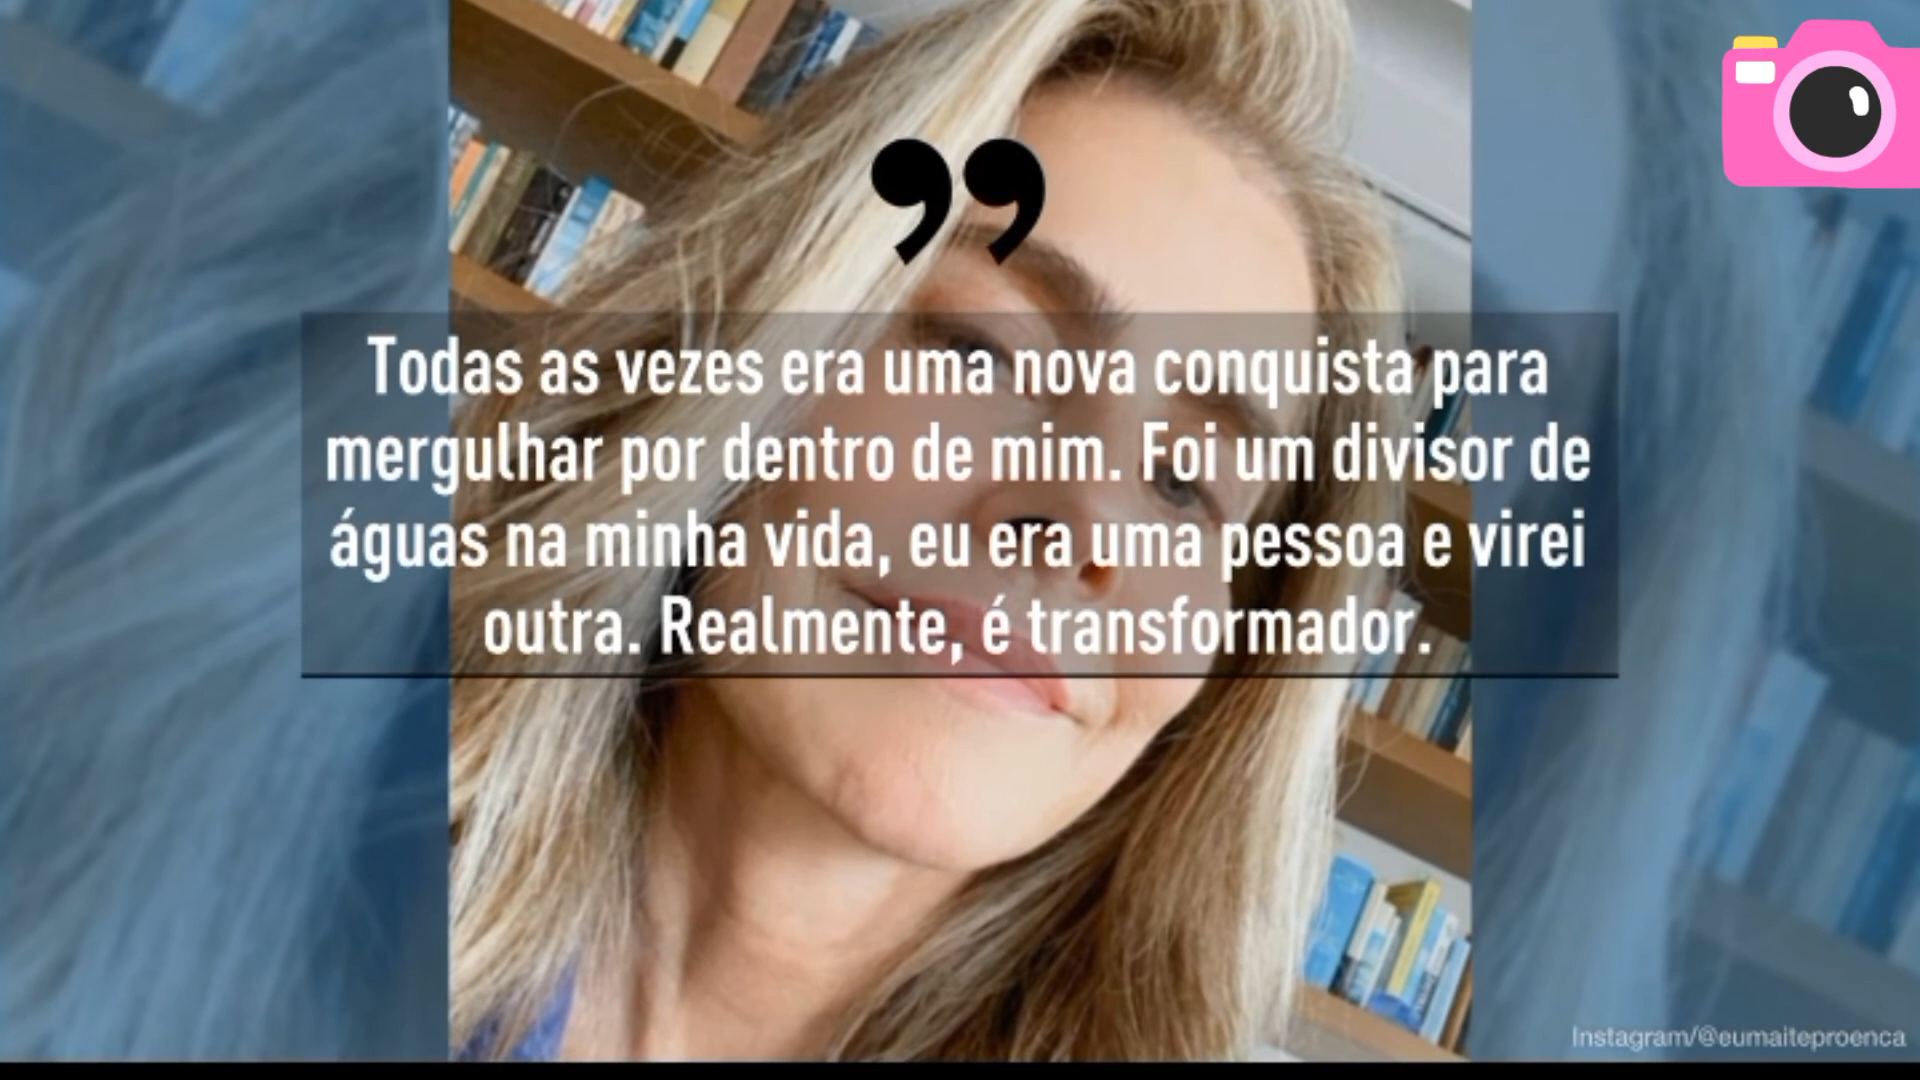 ”
Todas as vezes era uma nova conquista para
mergulhar por dentro de mim. Foi um divisor de
águas na minha vida, eu era uma pessoa e virei
outra. Realmente, é transformador.
Instagram/@eumaiteproenca